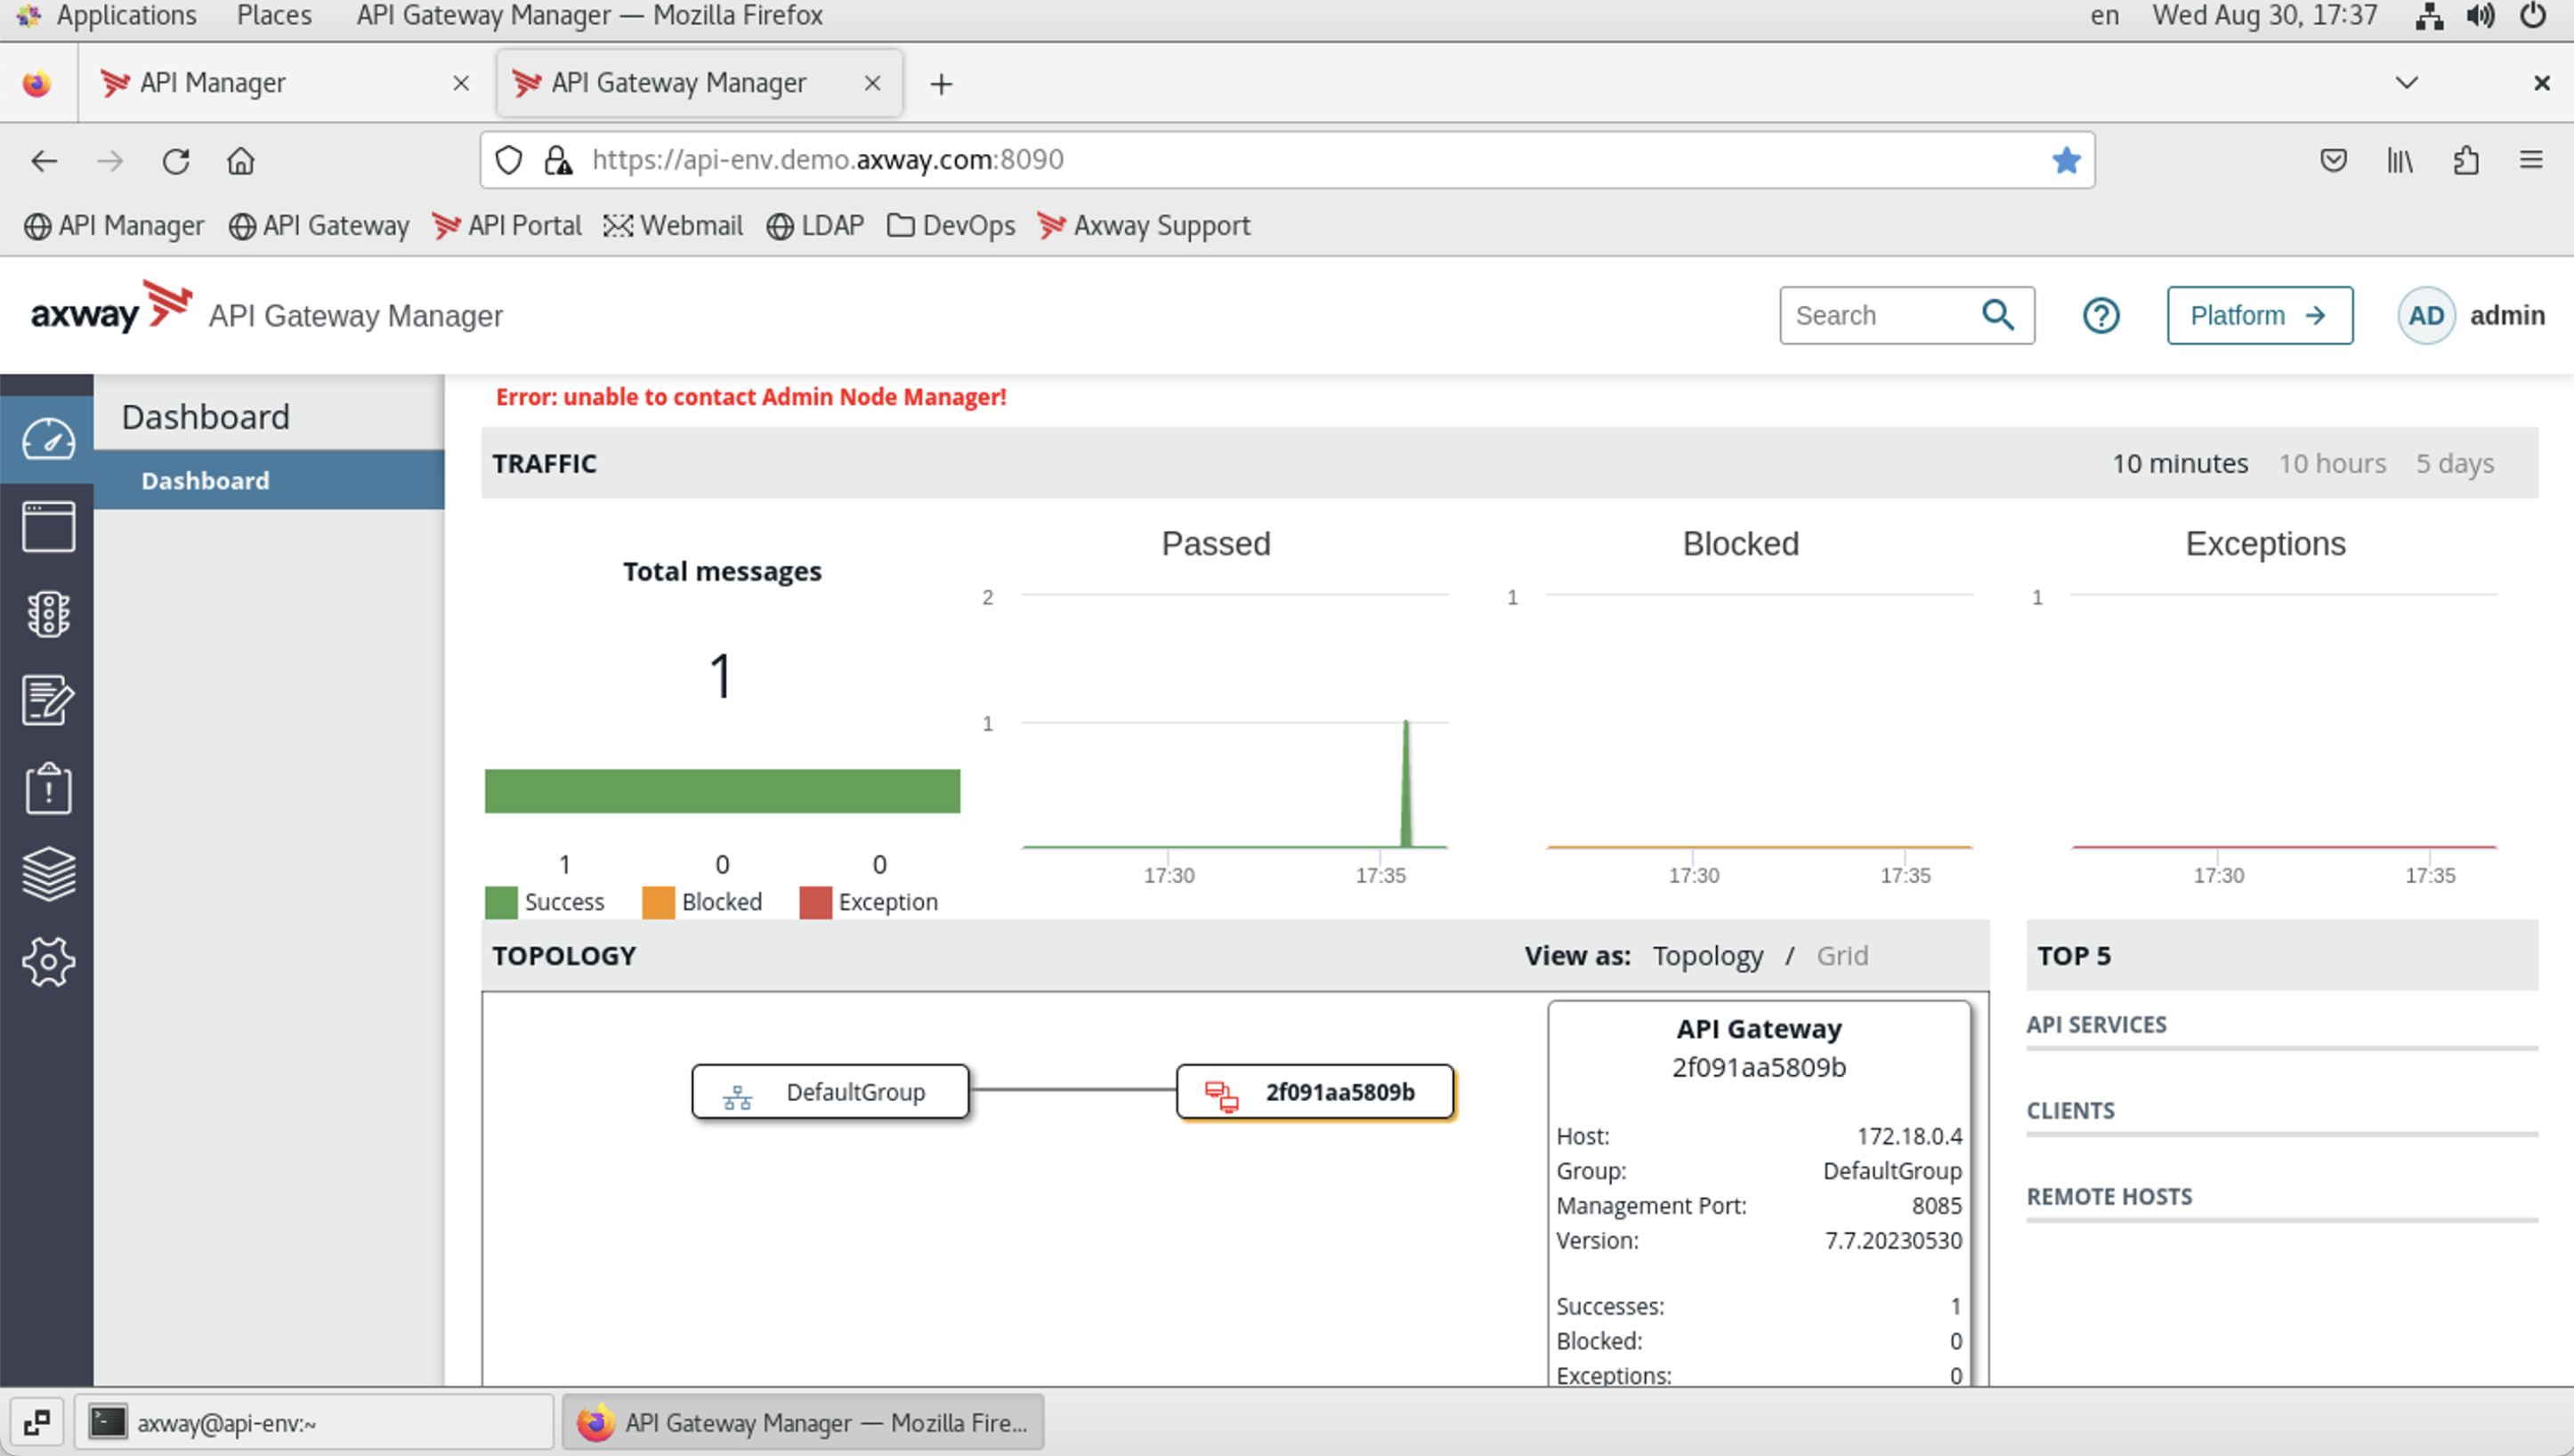 Applications Places API Gateway Manager — Mozilla Firefox en Wed Aug 30, 17:37
API Manager API Gateway Manager
https://api-env.demo.axway.com:8090
API Manager API Gateway API Portal Webmail LDAP DevOps Axway Support
axway API Gateway Manager Search Platform AD admin
Error: unable to contact Admin Node Manager!
Dashboard
Dashboard
TRAFFIC 10 minutes 10 hours 5 days
Total messages
1
1 0 0
Success Blocked Exception
Passed
2
1
17:30 17:35
Blocked
1
17:30 17:35
Exceptions
1
17:30 17:35
TOPOLOGY View as: Topology / Grid
DefaultGroup 2f091aa5809b
API Gateway
2f091aa5809b
Host: 172.18.0.4
Group: DefaultGroup
Management Port: 8085
Version: 7.7.20230530
Successes: 1
Blocked: 0
Exceptions: 0
TOP 5
API SERVICES
CLIENTS
REMOTE HOSTS
axway@api-env:~ API Gateway Manager — Mozilla Fire...